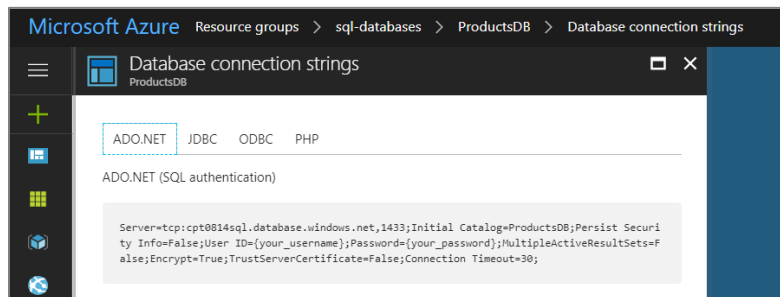 Microsoft Azure Resource groups > sql-databases > ProductsDB > Database connection strings
Database connection strings
ProductsDB
ADO.NET JDBC ODBC PHP
ADO.NET (SQL authentication)
Server=tcp:cpt0814sql.database.windows.net,1433;Initial Catalog=ProductsDB;Persist Securi
ty Info=False;User ID={your_username};Password={your_password};MultipleActiveResultSets=F
alse;Encrypt=True;TrustServerCertificate=False;Connection Timeout=30;